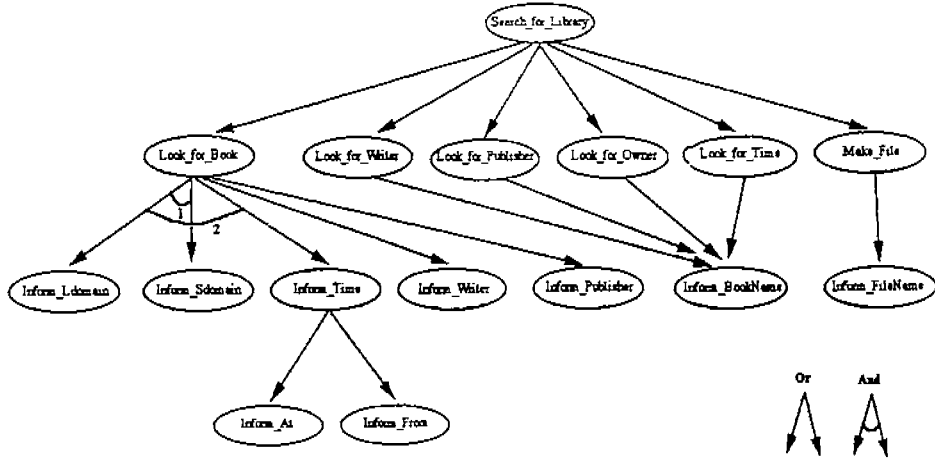 Search_for_Library
Look_for_Book
Look_for_Writer
Look_for_Publisher
Look_for_Owner
Look_for_Time
Make_File
1
2
Inform_Ldomain
Inform_Sdomain
Inform_Time
Inform_Writer
Inform_Publisher
Inform_BookName
Inform_FileName
Or
And
Inform_At
Inform_From